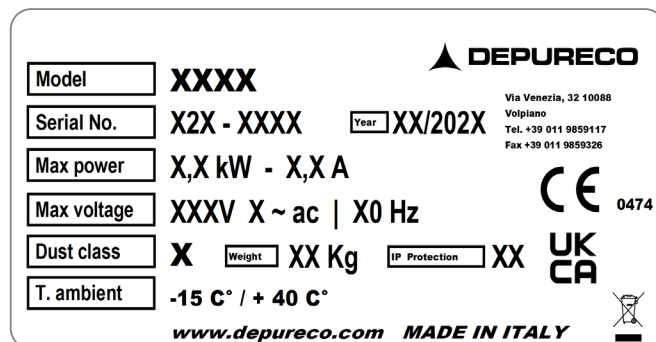 DEPURECO
Model XXXX
Via Venezia, 32 10088
Volpiano
Tel. +39 011 9859117
Fax +39 011 9859326
Serial No. X2X - XXXX Year XX/202X
Max power X,X kW - X,X A
CE 0474
Max voltage XXXV X ~ ac | X0 Hz
Dust class X Weight XX Kg IP Protection XX
UK
CA
T. ambient -15 C° / + 40 C°
www.depureco.com MADE IN ITALY